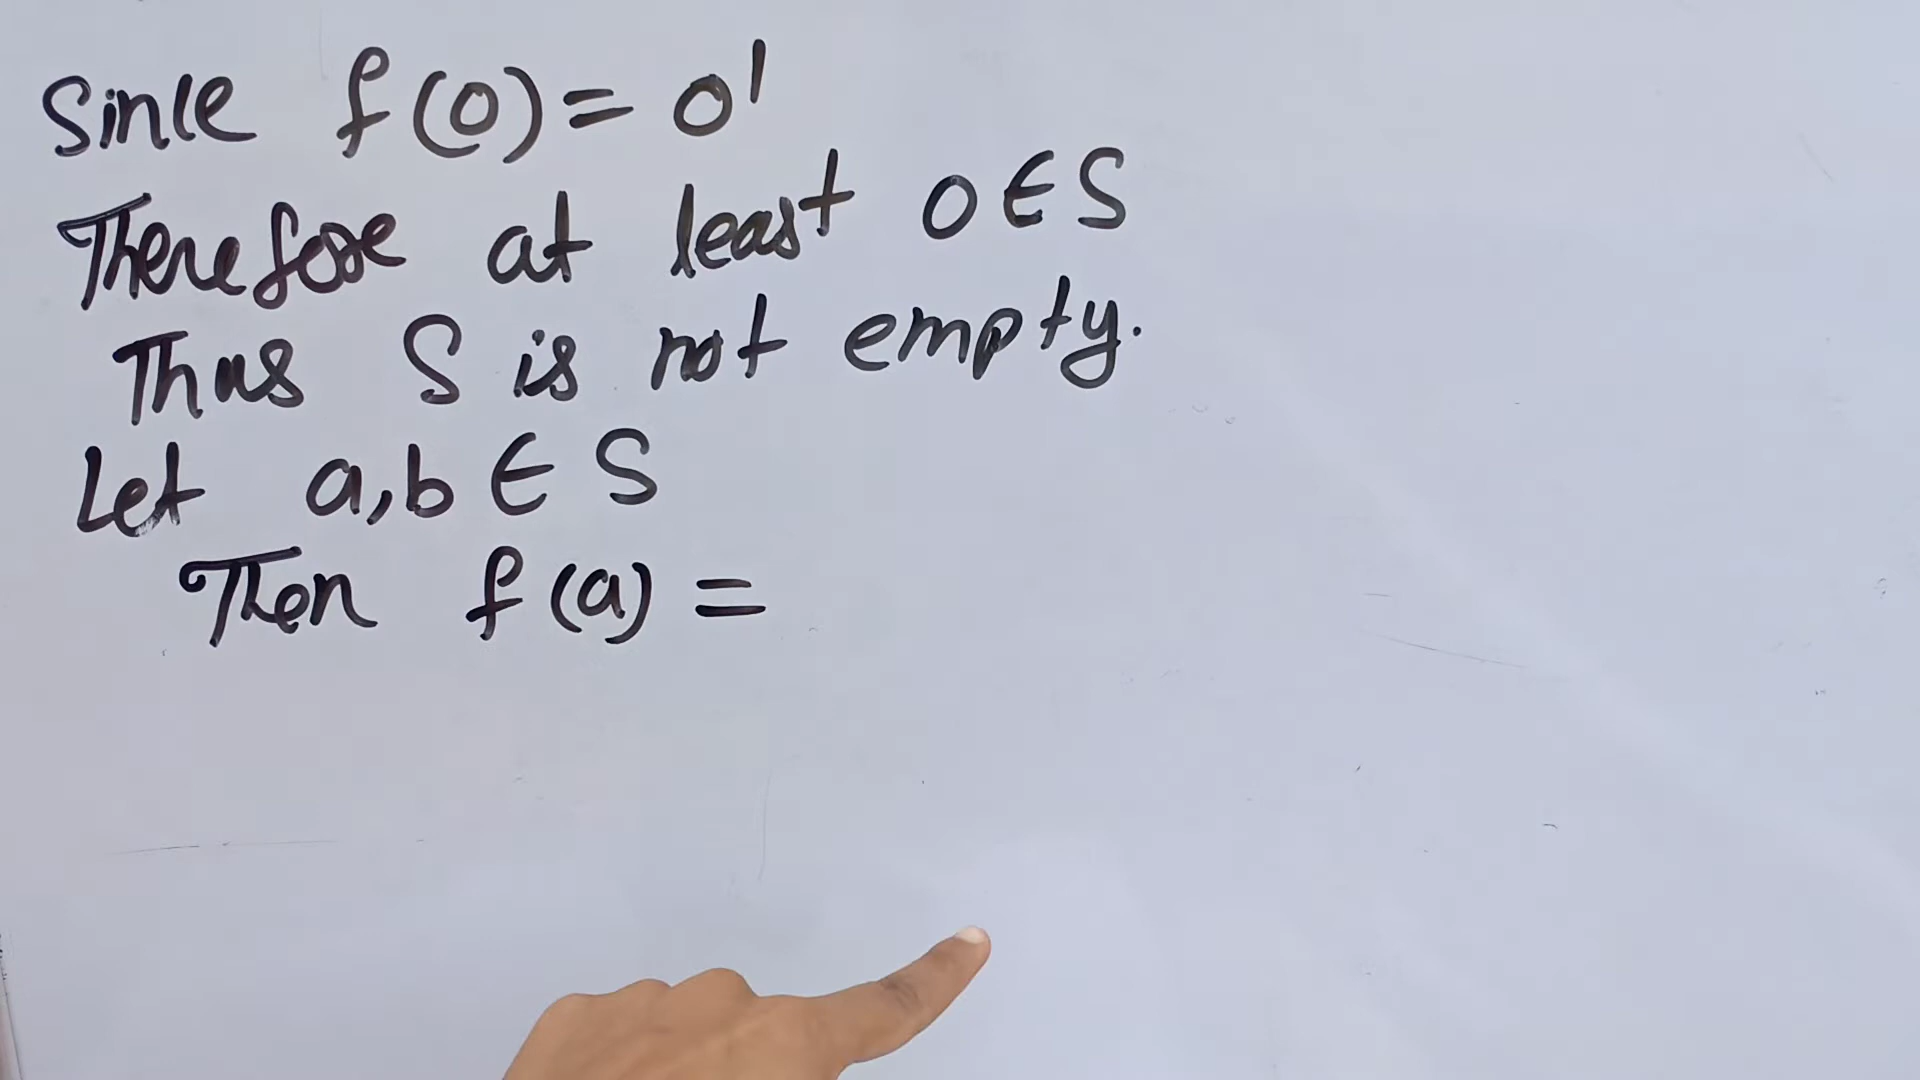 Since f(0) = 0'
Therefore at least 0 ∈ S
Thus S is not empty.
Let a, b ∈ S
Then f(a) =